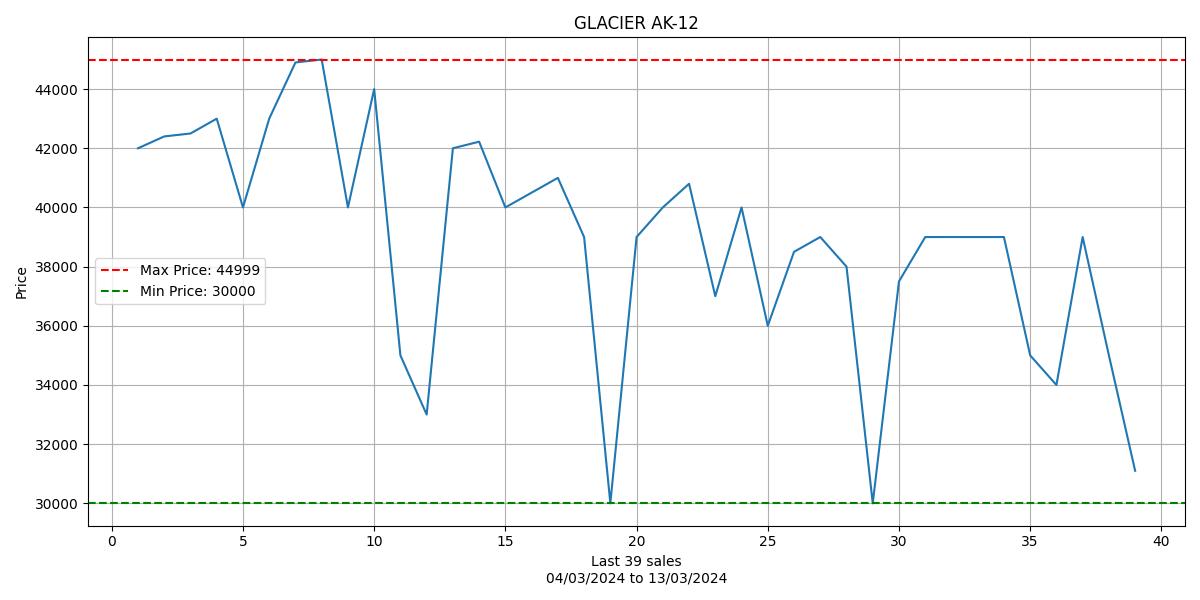 GLACIER AK-12
Price
44000
42000
40000
38000
36000
34000
32000
30000
Max Price: 44999
Min Price: 30000
0 5 10 15 20 25 30 35 40
Last 39 sales
04/03/2024 to 13/03/2024